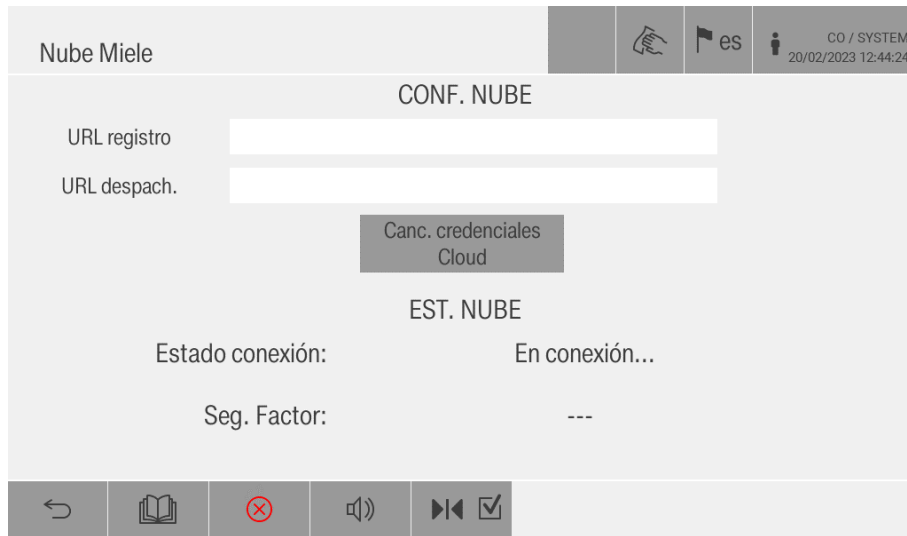 Nube Miele
es
CO / SYSTEM
20/02/2023 12:44:24
CONF. NUBE
URL registro
URL despach.
Canc. credenciales
Cloud
EST. NUBE
Estado conexión: En conexión...
Seg. Factor: ---